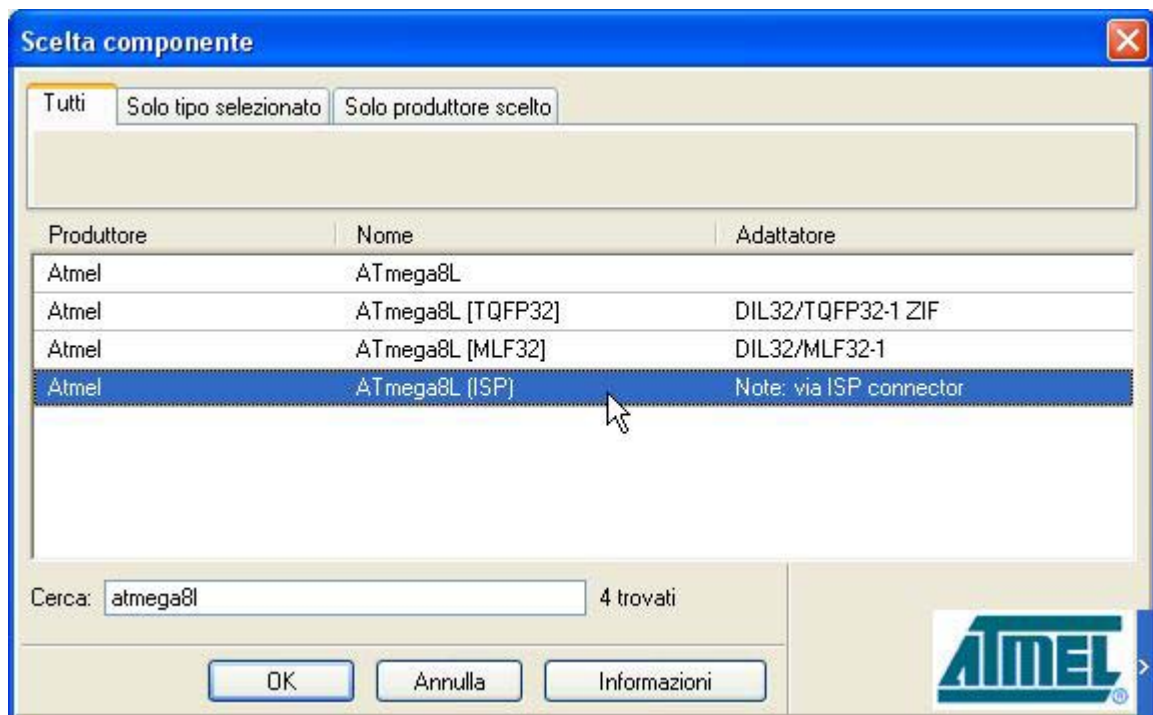 Scelta componente
Tutti Solo tipo selezionato Solo produttore scelto
Produttore Nome Adattatore
Atmel ATmega8L
Atmel ATmega8L [TQFP32] DIL32/TQFP32-1 ZIF
Atmel ATmega8L [MLF32] DIL32/MLF32-1
Atmel ATmega8L (ISP) Note: via ISP connector
Cerca: atmega8l 4 trovati
OK Annulla Informazioni
ATMEL ®